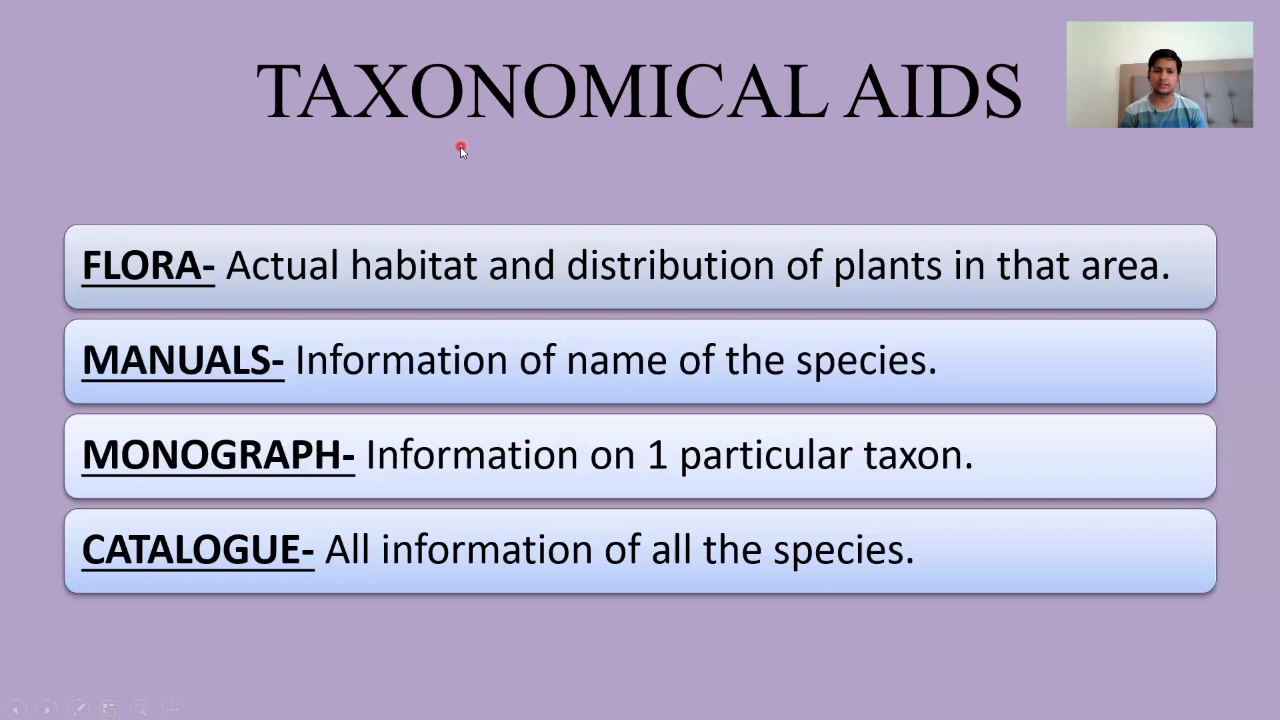 TAXONOMICAL AIDS
FLORA- Actual habitat and distribution of plants in that area.
MANUALS- Information of name of the species.
MONOGRAPH- Information on 1 particular taxon.
CATALOGUE- All information of all the species.